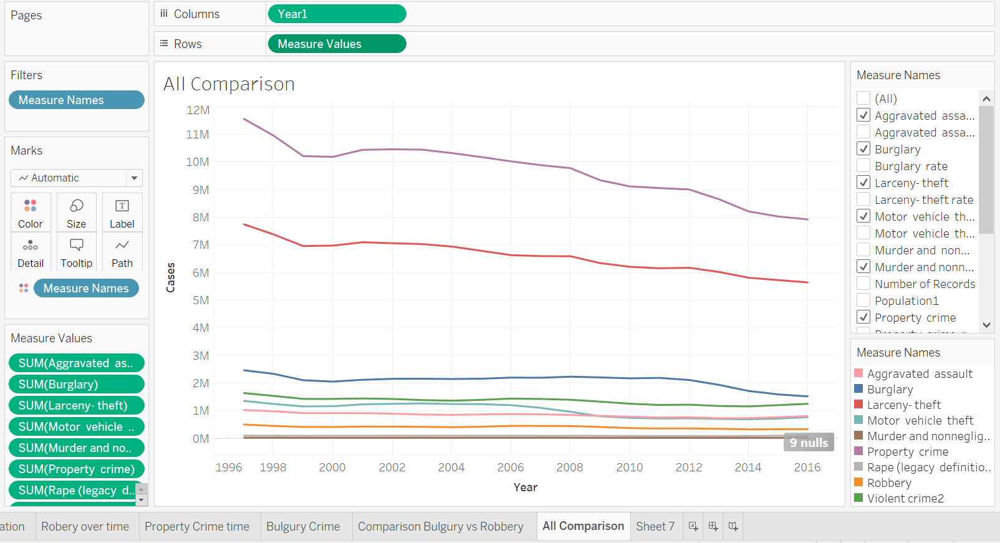 Pages
Columns
Year1
Rows
Measure Values
Filters
Measure Names
Marks
Automatic
Color
Size
Label
Detail
Tooltip
Path
Measure Names
Measure Values
SUM(Aggravated as..
SUM(Burglary)
SUM(Larceny- theft)
SUM(Motor vehicle ..
SUM(Murder and no..
SUM(Property crime)
SUM(Rape (legacy d..
All Comparison
12M
11M
10M
9M
8M
7M
6M
5M
4M
3M
2M
1M
0M
Cases
9 nulls
1996 1998 2000 2002 2004 2006 2008 2010 2012 2014 2016
Year
Measure Names
(All)
Aggravated assa...
Aggravated assa...
Burglary
Burglary rate
Larceny- theft
Larceny- theft rate
Motor vehicle th...
Motor vehicle th...
Murder and non...
Murder and nonn...
Number of Records
Population1
Property crime
Measure Names
Aggravated assault
Burglary
Larceny- theft
Motor vehicle theft
Murder and nonneglig..
Property crime
Rape (legacy definitio..
Robbery
Violent crime2
ation Robery over time Property Crime time Bulgury Crime Comparison Bulgury vs Robbery All Comparison Sheet 7